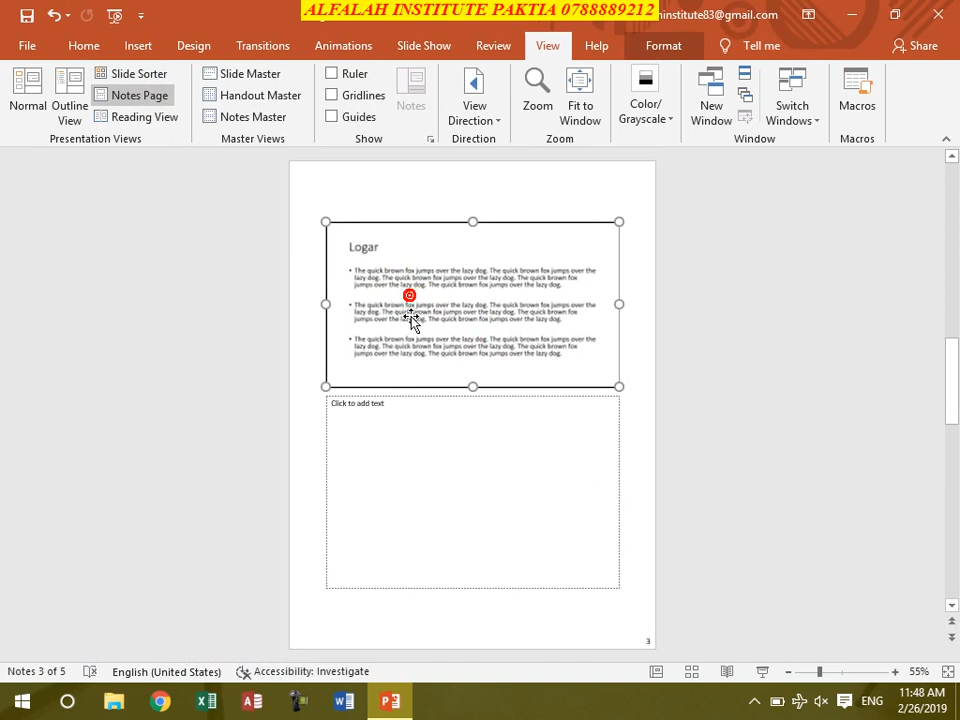 ALFALAH INSTITUTE PAKTIA 0788889212
ninstitute83@gmail.com
File Home Insert Design Transitions Animations Slide Show Review View Help Format Tell me Share
Normal
Outline View
Slide Sorter
Notes Page
Reading View
Presentation Views
Slide Master
Handout Master
Notes Master
Master Views
Ruler
Gridlines
Guides
Show
Notes
View Direction
Direction
Zoom
Fit to Window
Zoom
Color/ Grayscale
New Window
Switch Windows
Window
Macros
Macros
Logar
• The quick brown fox jumps over the lazy dog. The quick brown fox jumps over the
lazy dog. The quick brown fox jumps over the lazy dog. The quick brown fox
jumps over the lazy dog. The quick brown fox jumps over the lazy dog.
• The quick brown fox jumps over the lazy dog. The quick brown fox jumps over the
lazy dog. The quick brown fox jumps over the lazy dog. The quick brown fox
jumps over the lazy dog. The quick brown fox jumps over the lazy dog.
• The quick brown fox jumps over the lazy dog. The quick brown fox jumps over the
lazy dog. The quick brown fox jumps over the lazy dog. The quick brown fox
jumps over the lazy dog. The quick brown fox jumps over the lazy dog.
Click to add text
3
Notes 3 of 5 English (United States) Accessibility: Investigate 55%
ENG
11:48 AM
2/26/2019